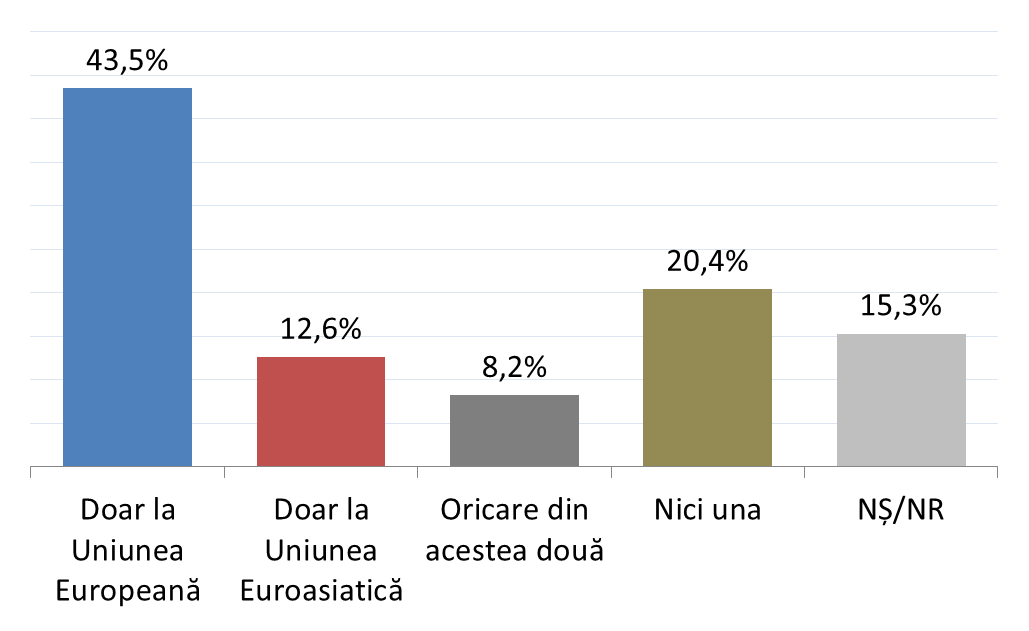 43,5%
12,6%
8,2%
20,4%
15,3%
Doar la
Uniunea
Europeană
Doar la
Uniunea
Euroasiatică
Oricare din
acestea două
Nici una
NȘ/NR